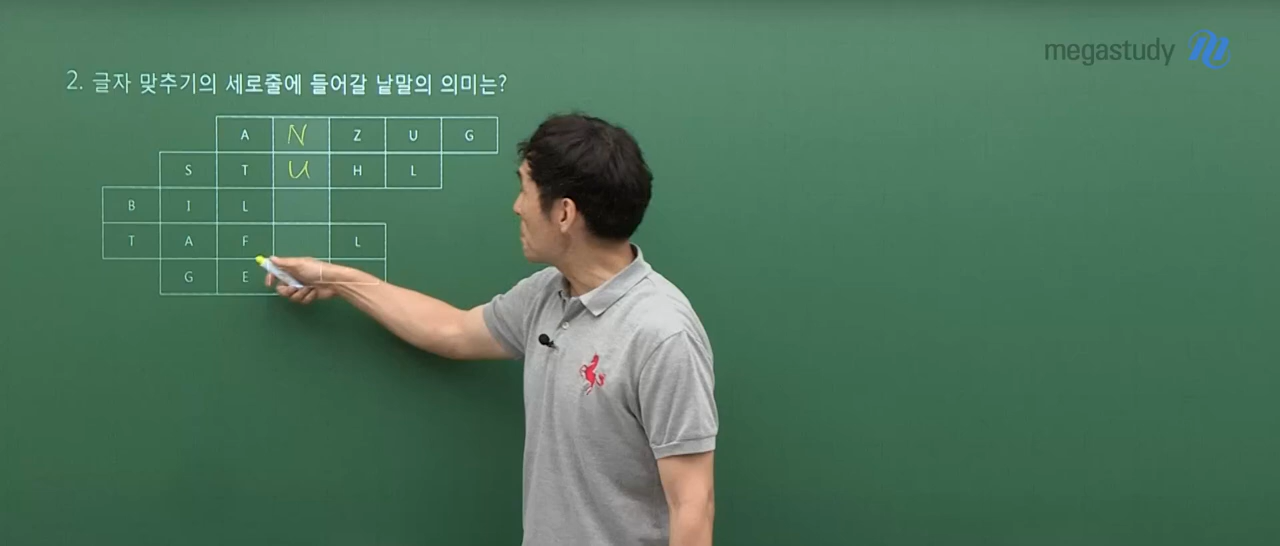 megastudy
2. 글자 맞추기의 세로줄에 들어갈 낱말의 의미는?
A N Z U G
S T U H L
B I L
T A F L
G E